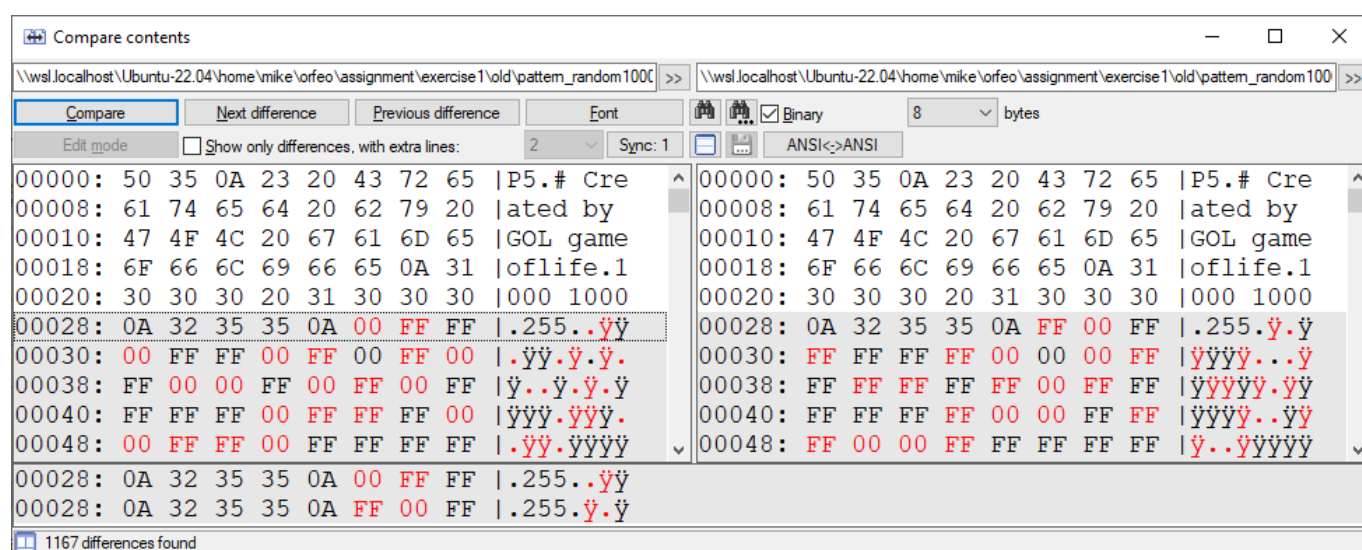 Compare contents
\\wsl.localhost\Ubuntu-22.04\home\mike\orfeo\assignment\exercise1\old\pattern_random100( >> \\wsl.localhost\Ubuntu-22.04\home\mike\orfeo\assignment\exercise1\old\pattern_random100 >>
Compare Next difference Previous difference Font Binary 8 bytes
Edit mode Show only differences, with extra lines: 2 Sync: 1 ANSI<->ANSI
00000: 50 35 0A 23 20 43 72 65 |P5.# Cre 00000: 50 35 0A 23 20 43 72 65 |P5.# Cre
00008: 61 74 65 64 20 62 79 20 |ated by 00008: 61 74 65 64 20 62 79 20 |ated by
00010: 47 4F 4C 20 67 61 6D 65 |GOL game 00010: 47 4F 4C 20 67 61 6D 65 |GOL game
00018: 6F 66 6C 69 66 65 0A 31 |oflife.1 00018: 6F 66 6C 69 66 65 0A 31 |oflife.1
00020: 30 30 30 20 31 30 30 30 |000 1000 00020: 30 30 30 20 31 30 30 30 |000 1000
00028: 0A 32 35 35 0A 00 FF FF |.255..ÿÿ 00028: 0A 32 35 35 0A FF 00 FF |.255.ÿ.ÿ
00030: 00 FF FF 00 FF 00 FF 00 |.ÿÿ.ÿ.ÿ. 00030: FF FF FF FF 00 00 00 FF |ÿÿÿÿ...ÿ
00038: FF 00 00 FF 00 FF 00 FF |ÿ..ÿ.ÿ.ÿ 00038: FF FF FF FF FF 00 FF FF |ÿÿÿÿÿ.ÿÿ
00040: FF FF FF 00 FF FF FF 00 |ÿÿÿ.ÿÿÿ. 00040: FF FF FF FF 00 00 FF FF |ÿÿÿÿ..ÿÿ
00048: 00 FF FF 00 FF FF FF FF |.ÿÿ.ÿÿÿÿ 00048: FF 00 00 FF FF FF FF FF |ÿ..ÿÿÿÿÿ
00028: 0A 32 35 35 0A 00 FF FF |.255..ÿÿ
00028: 0A 32 35 35 0A FF 00 FF |.255.ÿ.ÿ
1167 differences found